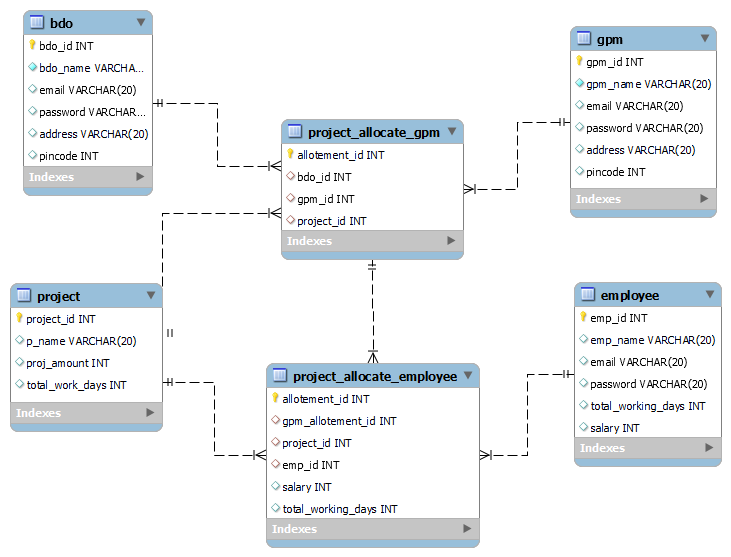 bdo
bdo_id INT
bdo_name VARCHA...
email VARCHAR(20)
password VARCHAR...
address VARCHAR(20)
pincode INT
Indexes
gpm
gpm_id INT
gpm_name VARCHAR(20)
email VARCHAR(20)
password VARCHAR(20)
address VARCHAR(20)
pincode INT
Indexes
project_allocate_gpm
allotement_id INT
bdo_id INT
gpm_id INT
project_id INT
Indexes
project
project_id INT
p_name VARCHAR(20)
proj_amount INT
total_work_days INT
Indexes
employee
emp_id INT
emp_name VARCHAR(20)
email VARCHAR(20)
password VARCHAR(20)
total_working_days INT
salary INT
Indexes
project_allocate_employee
allotement_id INT
gpm_allotement_id INT
project_id INT
emp_id INT
salary INT
total_working_days INT
Indexes